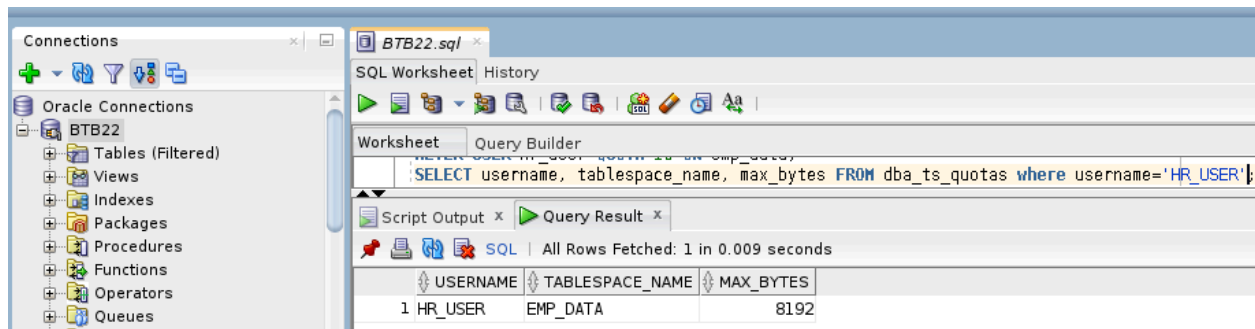 Connections
Oracle Connections
BTB22
Tables (Filtered)
Views
Indexes
Packages
Procedures
Functions
Operators
Queues
BTB22.sql
SQL Worksheet History
Worksheet Query Builder
SELECT username, tablespace_name, max_bytes FROM dba_ts_quotas where username='HR_USER';
Script Output x Query Result x
SQL | All Rows Fetched: 1 in 0.009 seconds
USERNAME TABLESPACE_NAME MAX_BYTES
1 HR_USER EMP_DATA 8192